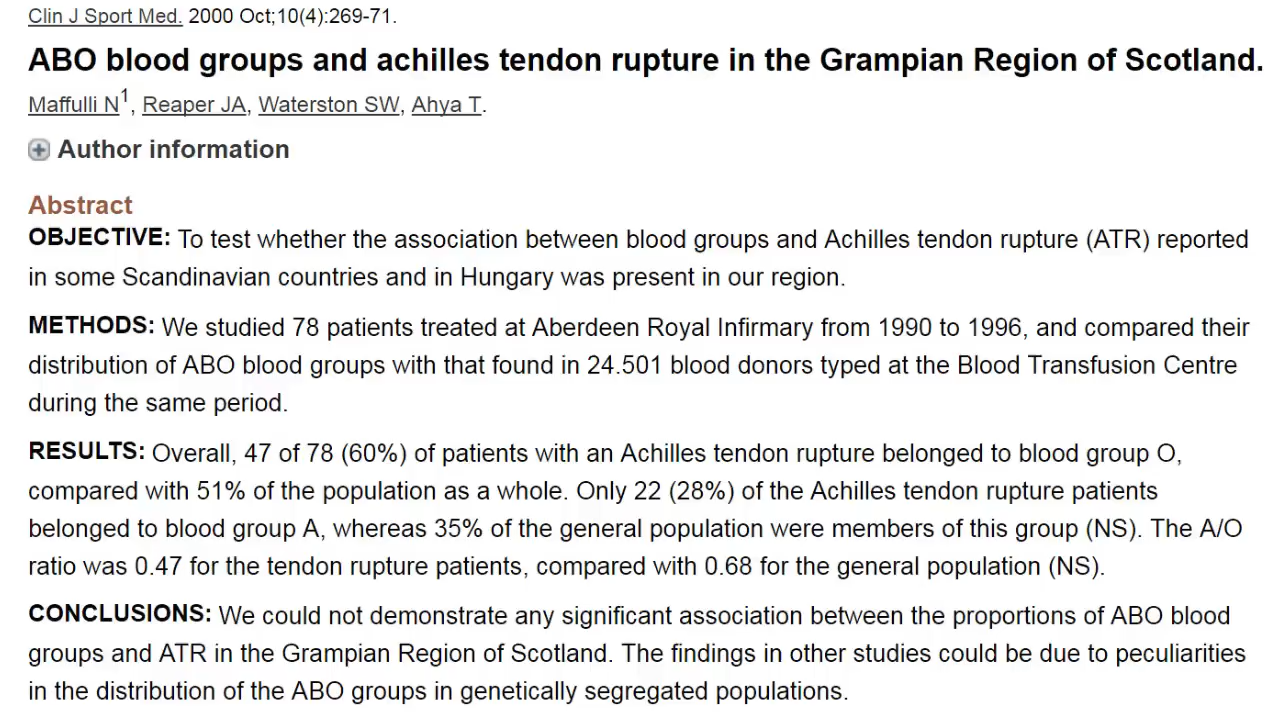 Clin J Sport Med. 2000 Oct;10(4):269-71.
ABO blood groups and achilles tendon rupture in the Grampian Region of Scotland.
Maffulli N1, Reaper JA, Waterston SW, Ahya T.
Author information
Abstract
OBJECTIVE: To test whether the association between blood groups and Achilles tendon rupture (ATR) reported
in some Scandinavian countries and in Hungary was present in our region.
METHODS: We studied 78 patients treated at Aberdeen Royal Infirmary from 1990 to 1996, and compared their
distribution of ABO blood groups with that found in 24.501 blood donors typed at the Blood Transfusion Centre
during the same period.
RESULTS: Overall, 47 of 78 (60%) of patients with an Achilles tendon rupture belonged to blood group O,
compared with 51% of the population as a whole. Only 22 (28%) of the Achilles tendon rupture patients
belonged to blood group A, whereas 35% of the general population were members of this group (NS). The A/O
ratio was 0.47 for the tendon rupture patients, compared with 0.68 for the general population (NS).
CONCLUSIONS: We could not demonstrate any significant association between the proportions of ABO blood
groups and ATR in the Grampian Region of Scotland. The findings in other studies could be due to peculiarities
in the distribution of the ABO groups in genetically segregated populations.